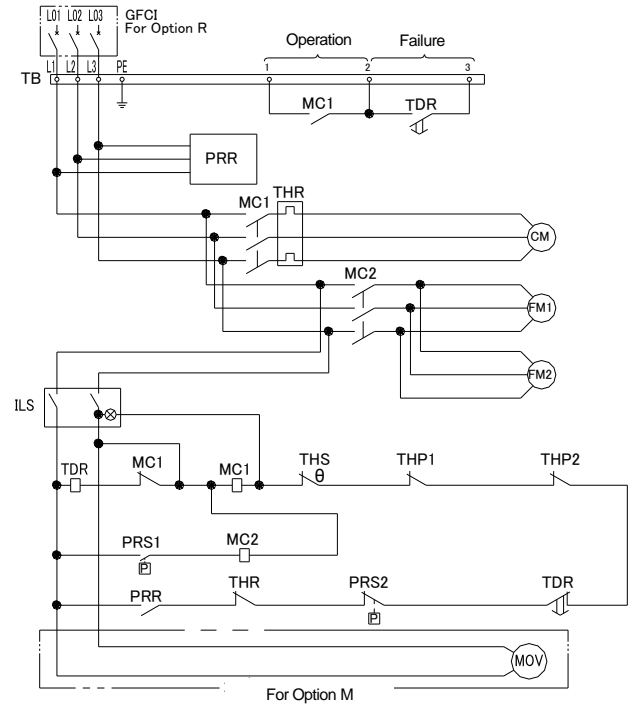 L01 L02 L03 GFCI
For Option R
L1 L2 L3 PE
TB
Operation Failure
1 2 3
MC1 TDR
PRR
MC1 THR
CM
MC2
FM1
FM2
ILS
TDR MC1 MC1 THS THP1 THP2
θ
PRS1 MC2
P
PRR THR PRS2 TDR
P
MOV
For Option M